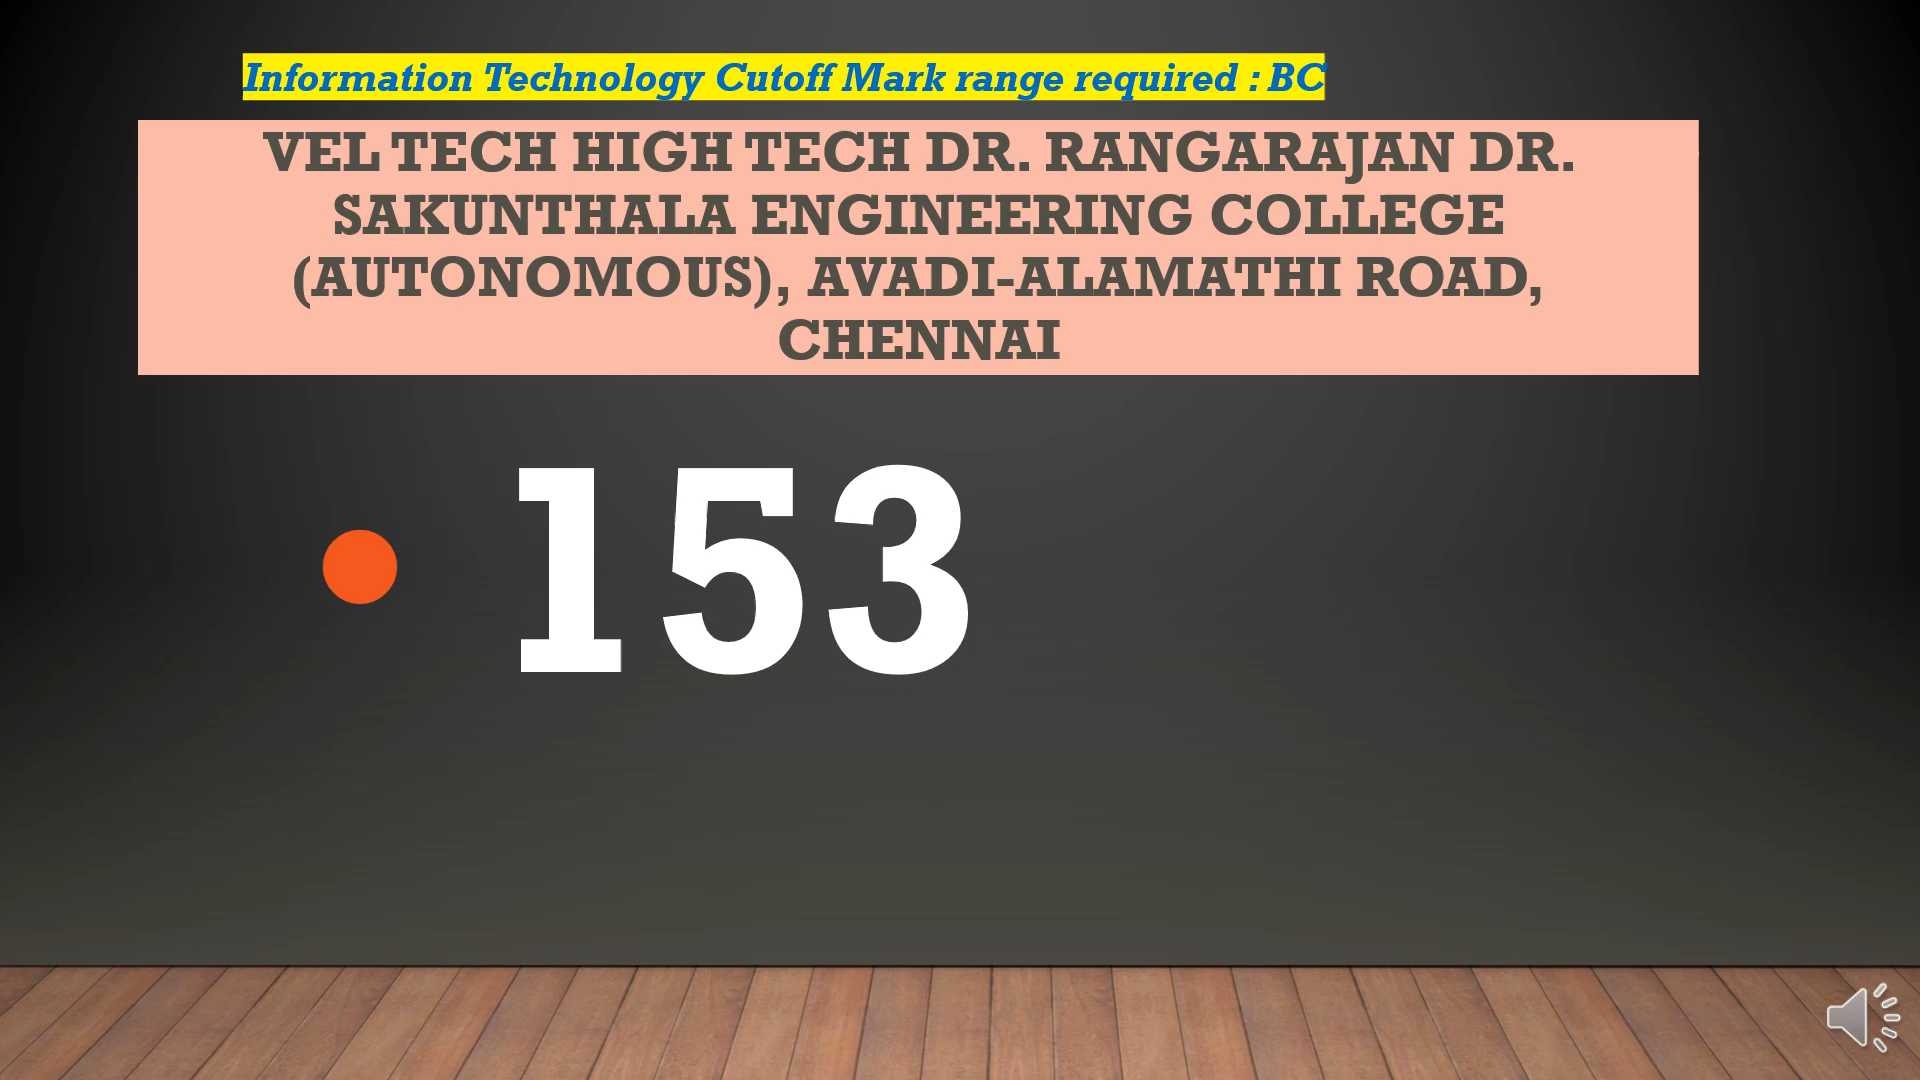 Information Technology Cutoff Mark range required : BC
VEL TECH HIGH TECH DR. RANGARAJAN DR.
SAKUNTHALA ENGINEERING COLLEGE
(AUTONOMOUS), AVADI-ALAMATHI ROAD,
CHENNAI
153